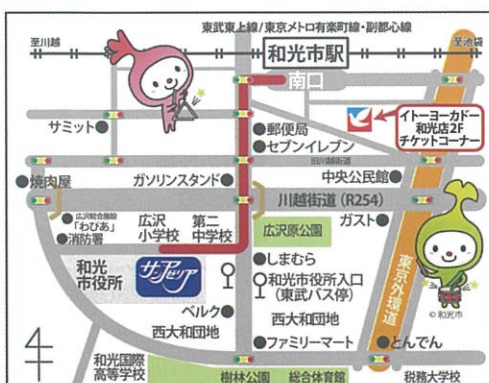 東武東上線/東京メトロ有楽町線・副都心線
至川越
和光市駅
至池袋
南口
サミット
郵便局
セブンイレブン
イトーヨーカドー
和光店2F
チケットコーナー
旧川越街道
焼肉屋
ガソリンスタンド
中央公民館
川越街道(R254)
広沢総合施設
「わぴあ」
消防署
広沢
小学校
第二
中学校
広沢原公園
ガスト
東京外環道
和光
市役所
サンアゼリア
しまむら
和光市役所入口
(東武バス停)
© 和光市
ベルク
西大和団地
西大和団地
ファミリーマート
とんでん
和光国際
高等学校
樹林公園
総合体育館
税務大学校